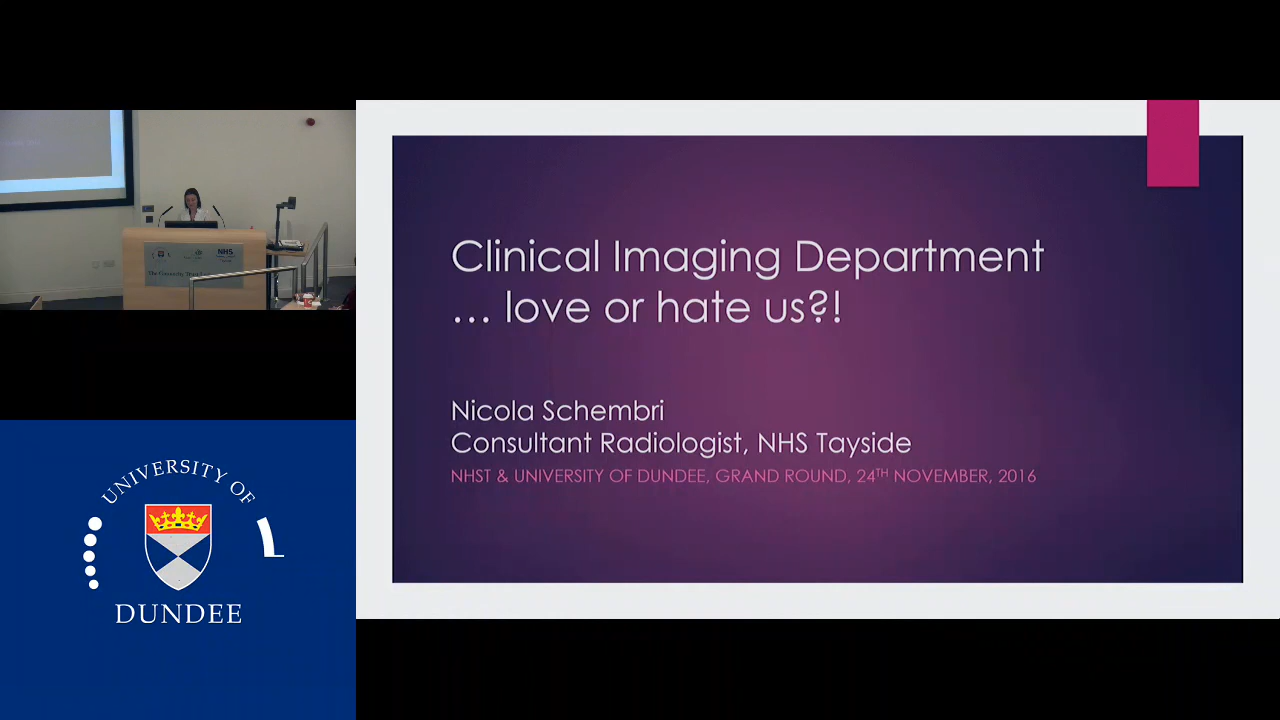 Clinical Imaging Department
... love or hate us?!
Nicola Schembri
Consultant Radiologist, NHS Tayside
NHST & UNIVERSITY OF DUNDEE, GRAND ROUND, 24TH NOVEMBER, 2016
NHS
UNIVERSITY OF
DUNDEE